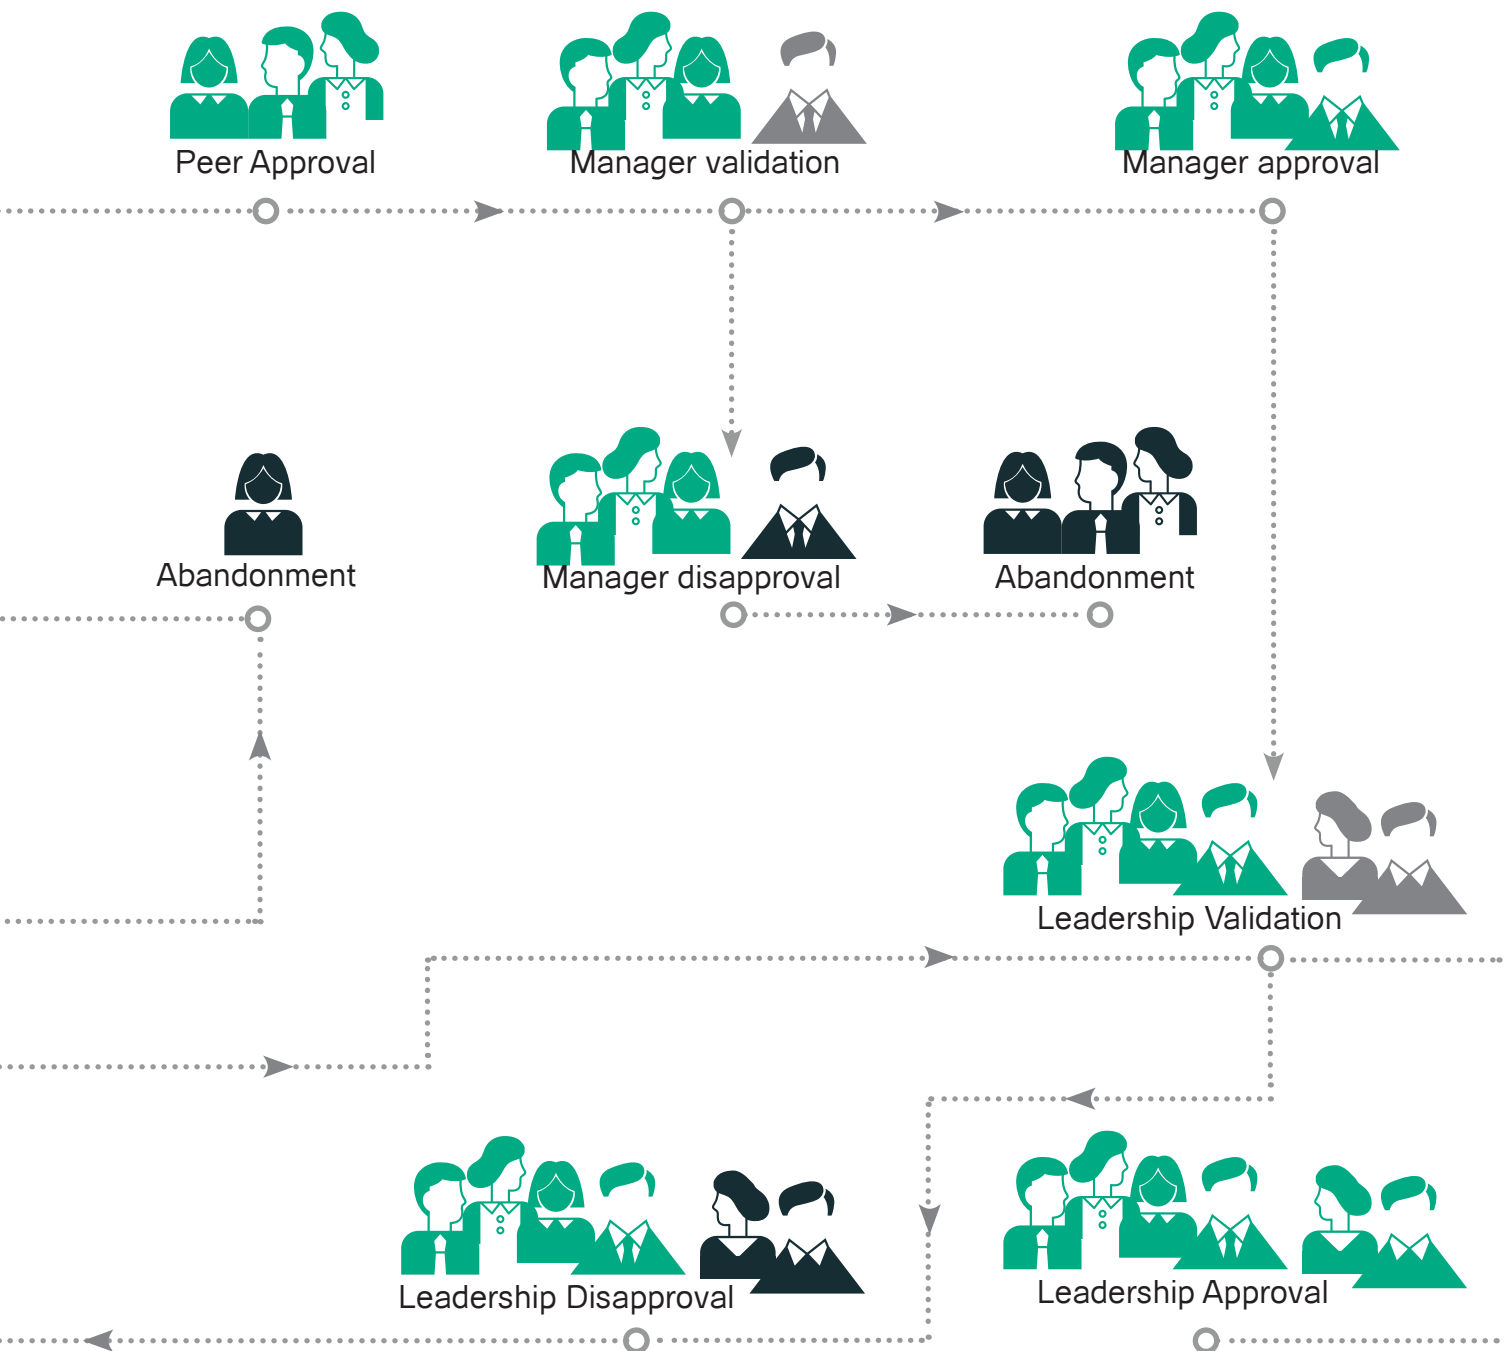 Peer Approval
Manager validation
Manager approval
Abandonment
Manager disapproval
Abandonment
Leadership Validation
Leadership Disapproval
Leadership Approval